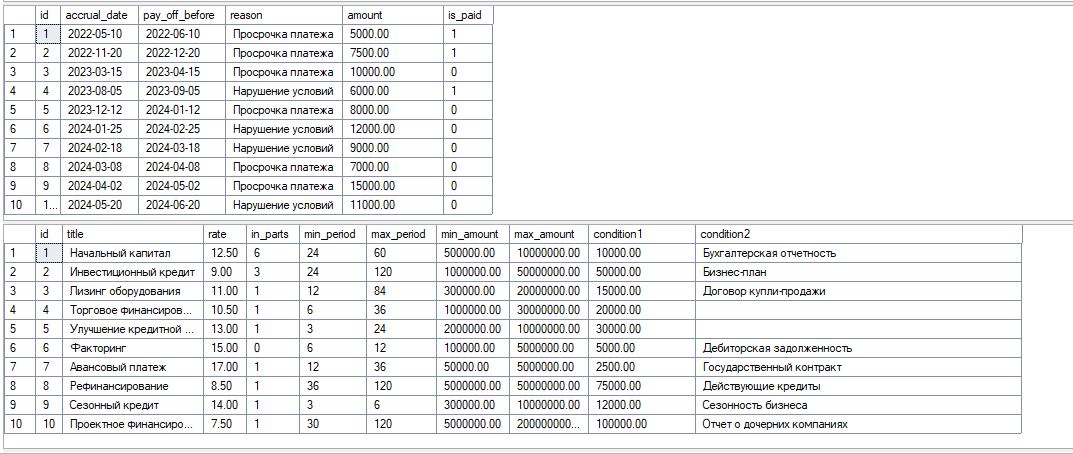 id accrual_date pay_off_before reason amount is_paid
1 1 2022-05-10 2022-06-10 Просрочка платежа 5000.00 1
2 2 2022-11-20 2022-12-20 Просрочка платежа 7500.00 1
3 3 2023-03-15 2023-04-15 Просрочка платежа 10000.00 0
4 4 2023-08-05 2023-09-05 Нарушение условий 6000.00 1
5 5 2023-12-12 2024-01-12 Просрочка платежа 8000.00 0
6 6 2024-01-25 2024-02-25 Нарушение условий 12000.00 0
7 7 2024-02-18 2024-03-18 Нарушение условий 9000.00 0
8 8 2024-03-08 2024-04-08 Просрочка платежа 7000.00 0
9 9 2024-04-02 2024-05-02 Просрочка платежа 15000.00 0
10 1... 2024-05-20 2024-06-20 Нарушение условий 11000.00 0
id title rate in_parts min_period max_period min_amount max_amount condition1 condition2
1 1 Начальный капитал 12.50 6 24 60 500000.00 10000000.00 10000.00 Бухгалтерская отчетность
2 2 Инвестиционный кредит 9.00 3 24 120 1000000.00 50000000.00 50000.00 Бизнес-план
3 3 Лизинг оборудования 11.00 1 12 84 300000.00 20000000.00 15000.00 Договор купли-продажи
4 4 Торговое финансиров... 10.50 1 6 36 1000000.00 30000000.00 20000.00
5 5 Улучшение кредитной ... 13.00 1 3 24 2000000.00 10000000.00 30000.00
6 6 Факторинг 15.00 0 6 12 100000.00 5000000.00 5000.00 Дебиторская задолженность
7 7 Авансовый платеж 17.00 1 12 36 50000.00 5000000.00 2500.00 Государственный контракт
8 8 Рефинансирование 8.50 1 36 120 5000000.00 50000000.00 75000.00 Действующие кредиты
9 9 Сезонный кредит 14.00 1 3 6 300000.00 10000000.00 12000.00 Сезонность бизнеса
10 10 Проектное финансиро... 7.50 1 30 120 5000000.00 200000000... 100000.00 Отчет о дочерних компаниях